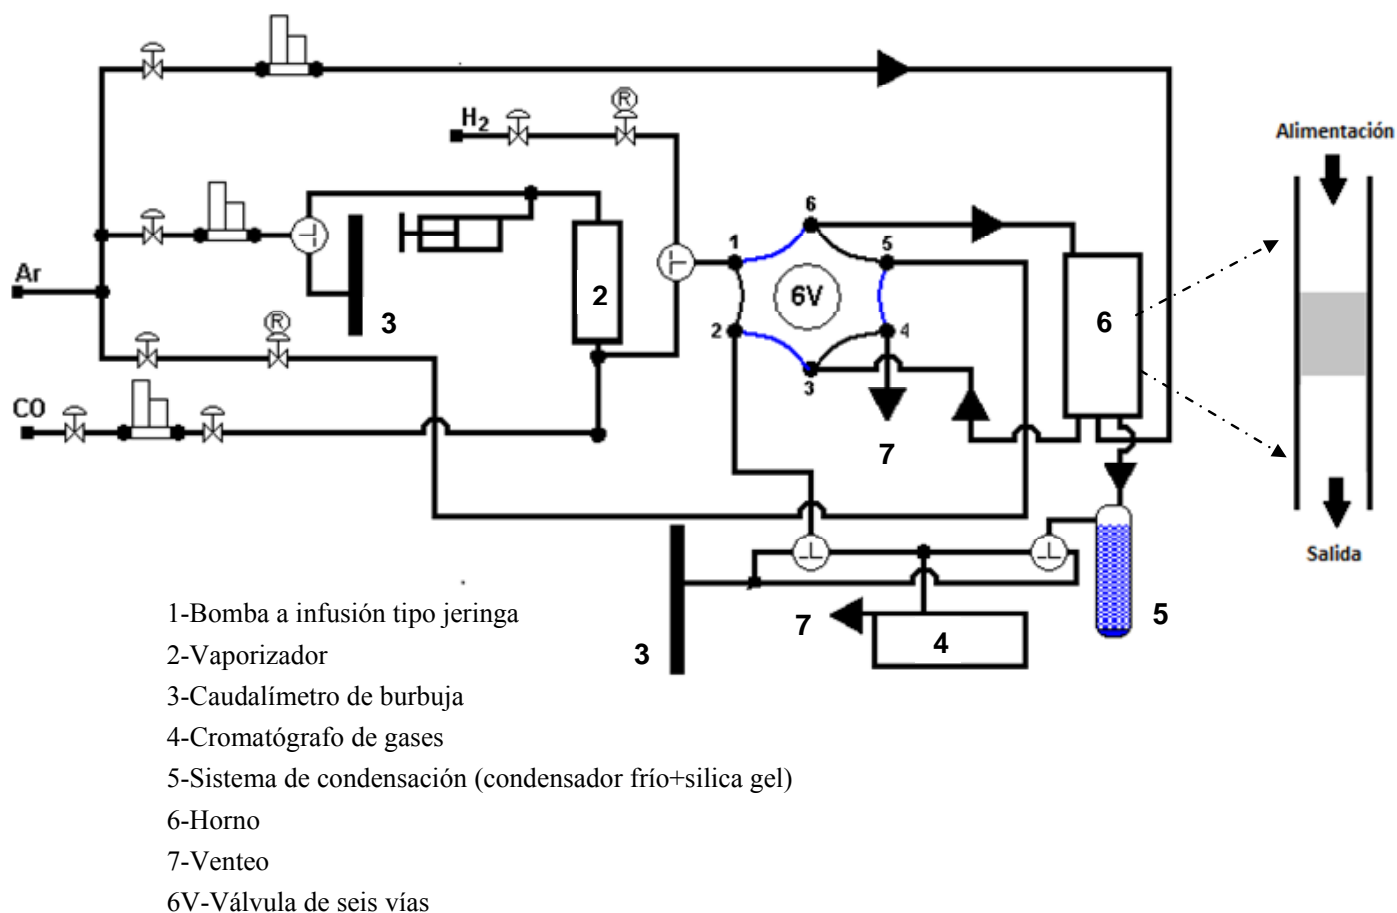 Alimentación
H2
R
6
1
5
Ar
6V
2
6
3
R
2
4
3
CO
7
Salida
7
4
5
3
1-Bomba a infusión tipo jeringa
2-Vaporizador
3-Caudalímetro de burbuja
4-Cromatógrafo de gases
5-Sistema de condensación (condensador frío+silica gel)
6-Horno
7-Venteo
6V-Válvula de seis vías